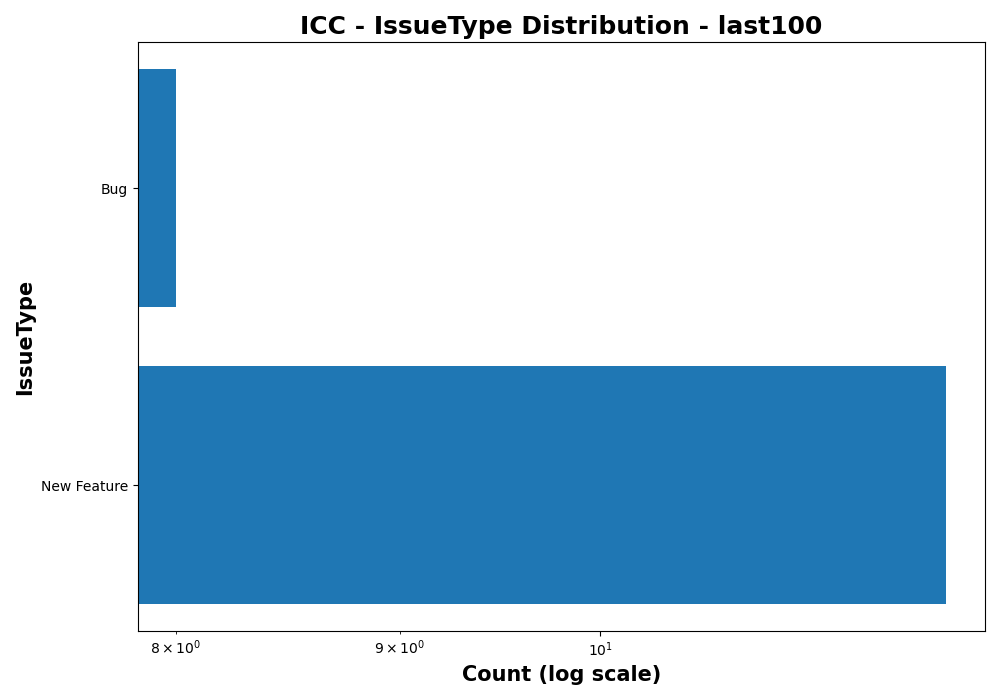 ICC - IssueType Distribution - last100
IssueType
Bug
New Feature
8 × 10⁰
9 × 10⁰
10¹
Count (log scale)